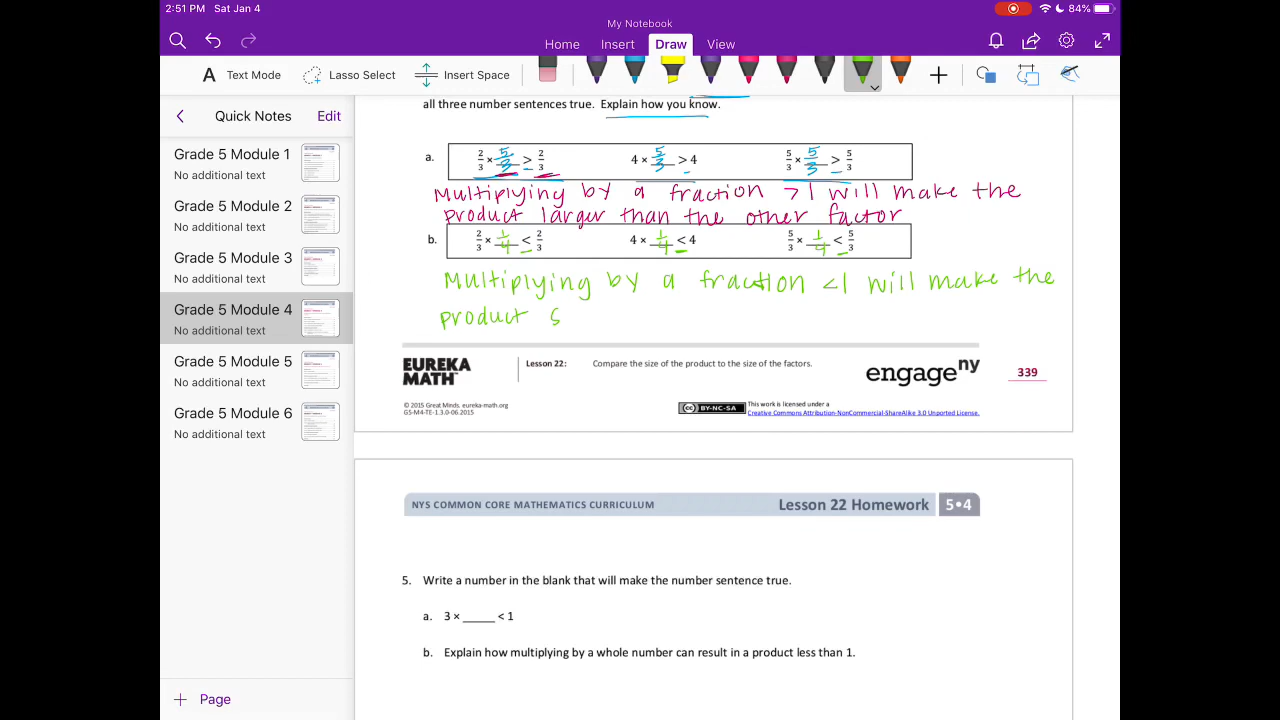 2:51 PM Sat Jan 4
84%
My Notebook
Home Insert Draw View
Text Mode Lasso Select Insert Space
Quick Notes Edit
Grade 5 Module 1
No additional text
Grade 5 Module 2
No additional text
Grade 5 Module 3
No additional text
Grade 5 Module 4
No additional text
Grade 5 Module 5
No additional text
Grade 5 Module 6
No additional text
Page
all three number sentences true. Explain how you know.
a. 2/3 × 5/3 > 2/3 4 × 5/3 > 4 5/3 × 5/3 > 5/3
Multiplying by a fraction > 1 will make the
product larger than the other factor
b. 5/3 × 1/4 < 2/3 4 × 1/4 < 4 5/3 × 1/4 < 5/3
Multiplying by a fraction < 1 will make the
product s
EUREKA MATH
Lesson 22: Compare the size of the product to the size of the factors.
engageny 339
© 2015 Great Minds. eureka-math.org
G5-M4-TE-1.3.0-06.2015
CC BY-NC-SA
This work is licensed under a
Creative Commons Attribution-NonCommercial-ShareAlike 3.0 Unported License.
NYS COMMON CORE MATHEMATICS CURRICULUM Lesson 22 Homework 5•4
5. Write a number in the blank that will make the number sentence true.
a. 3 × _____ < 1
b. Explain how multiplying by a whole number can result in a product less than 1.